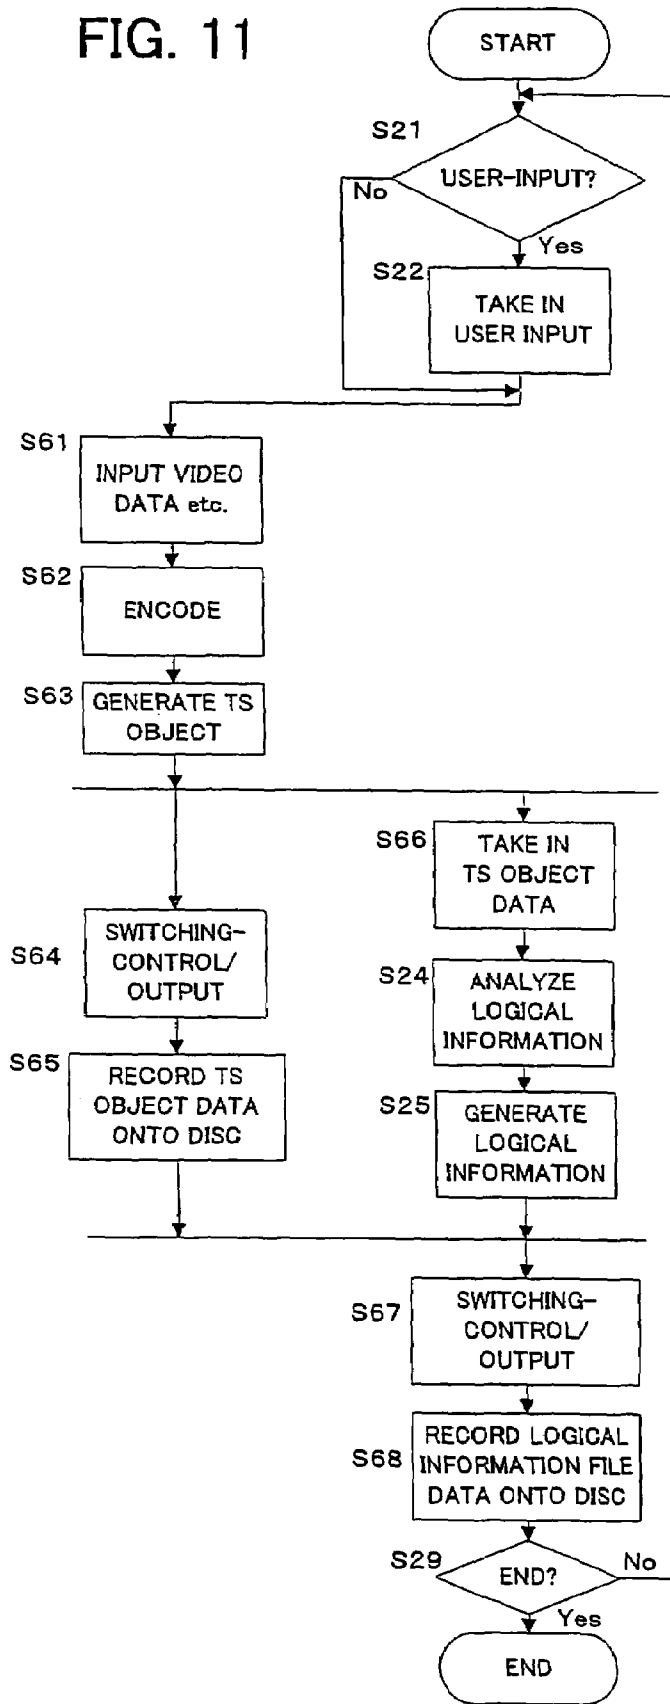 FIG. 11
START
S21
USER-INPUT?
No
Yes
S22
TAKE IN
USER INPUT
S61
INPUT VIDEO
DATA etc.
S62
ENCODE
S63
GENERATE TS
OBJECT
S66
TAKE IN
TS OBJECT
DATA
S64
SWITCHING-
CONTROL/
OUTPUT
S24
ANALYZE
LOGICAL
INFORMATION
S65
RECORD TS
OBJECT DATA
ONTO DISC
S25
GENERATE
LOGICAL
INFORMATION
S67
SWITCHING-
CONTROL/
OUTPUT
S68
RECORD LOGICAL
INFORMATION FILE
DATA ONTO DISC
S29
END?
No
Yes
END